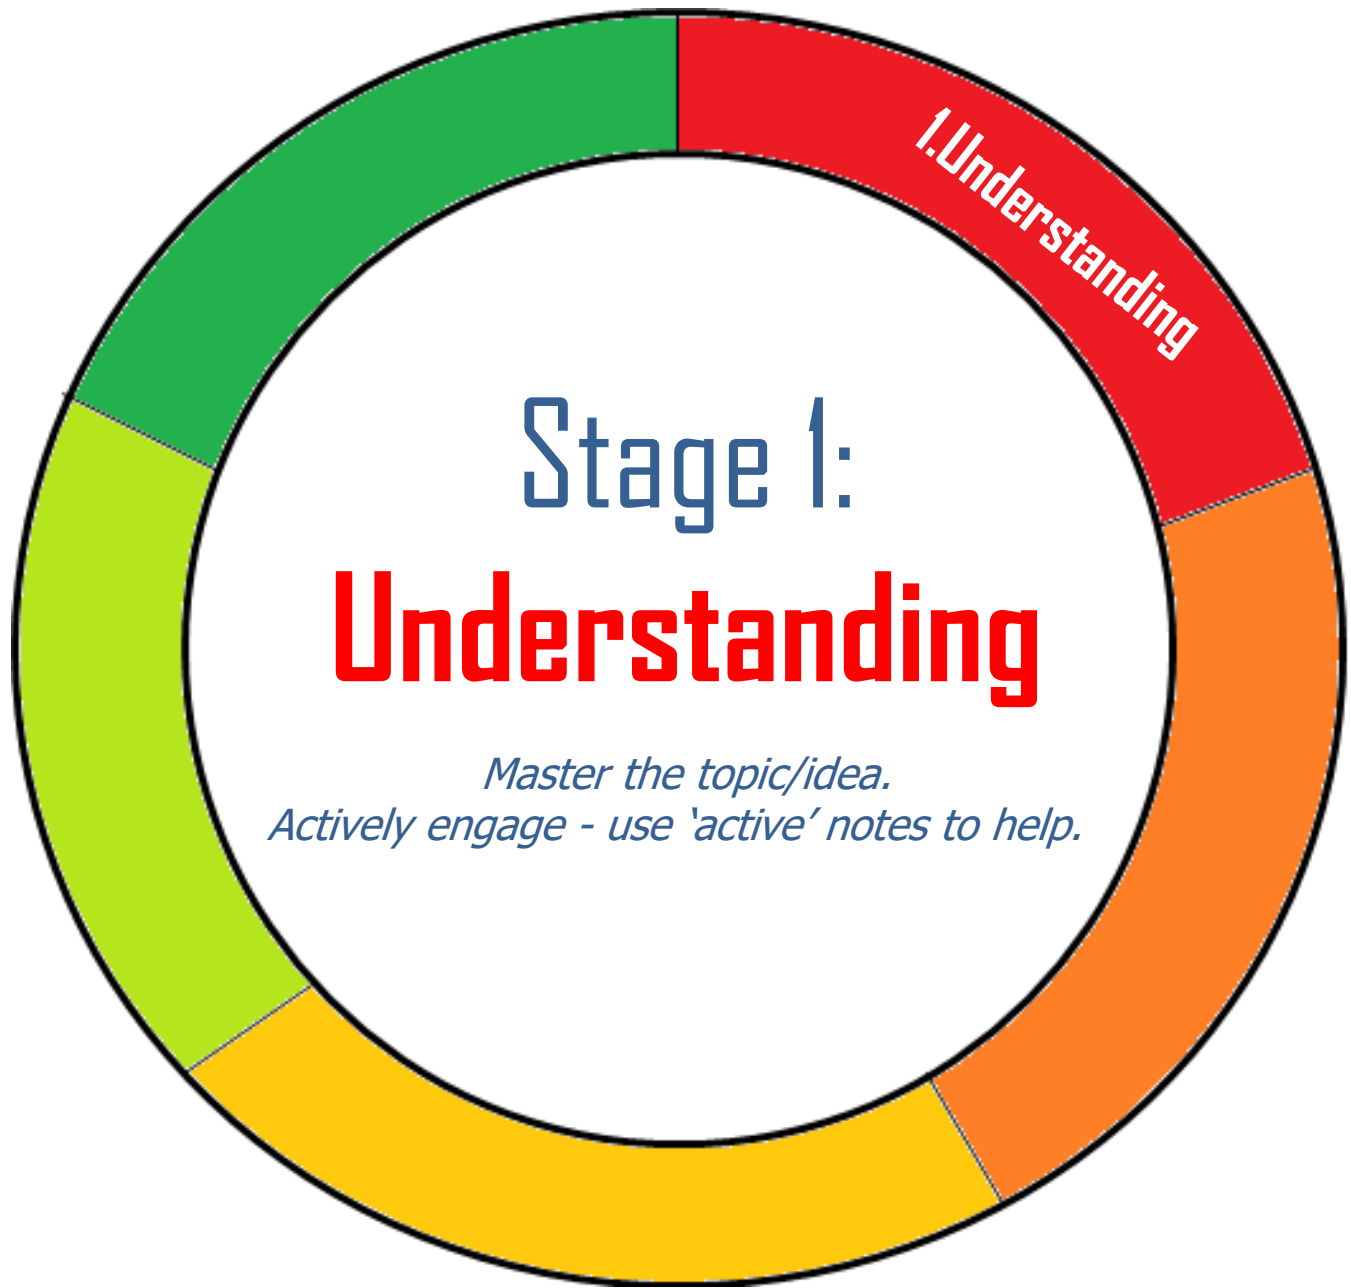 1.Understanding
Stage 1:
Understanding
Master the topic/idea.
Actively engage - use ‘active’ notes to help.